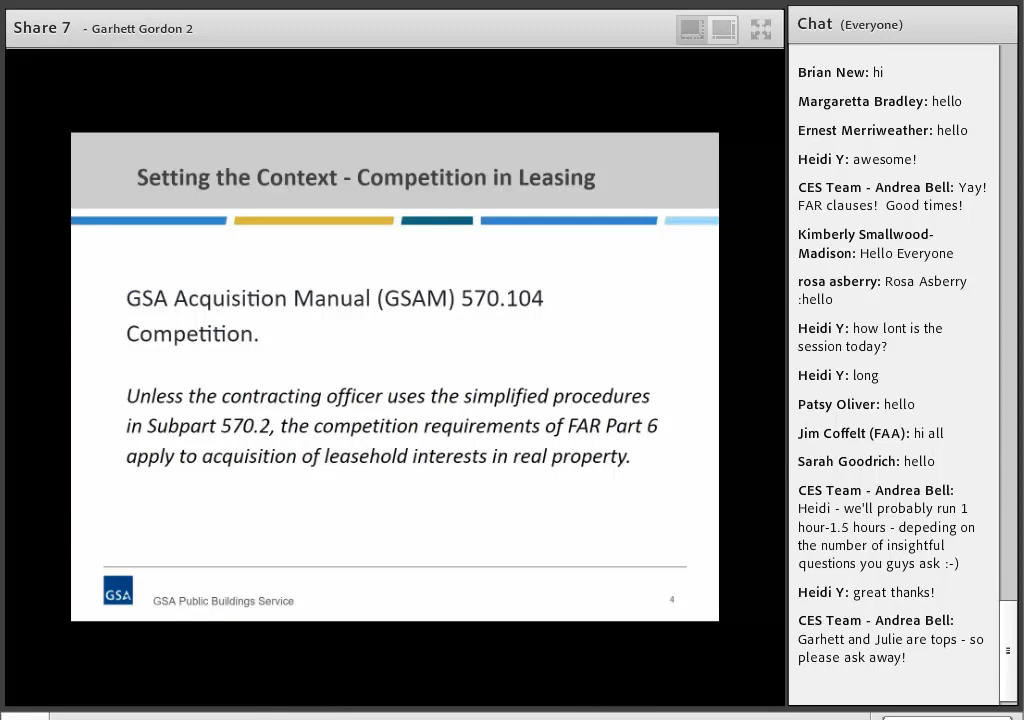 Share 7 - Garhett Gordon 2
Setting the Context - Competition in Leasing
GSA Acquisition Manual (GSAM) 570.104
Competition.
Unless the contracting officer uses the simplified procedures
in Subpart 570.2, the competition requirements of FAR Part 6
apply to acquisition of leasehold interests in real property.
GSA
GSA Public Buildings Service
4
Chat (Everyone)
Brian New: hi
Margaretta Bradley: hello
Ernest Merriweather: hello
Heidi Y: awesome!
CES Team - Andrea Bell: Yay!
FAR clauses! Good times!
Kimberly Smallwood-
Madison: Hello Everyone
rosa asberry: Rosa Asberry
:hello
Heidi Y: how lont is the
session today?
Heidi Y: long
Patsy Oliver: hello
Jim Coffelt (FAA): hi all
Sarah Goodrich: hello
CES Team - Andrea Bell:
Heidi - we'll probably run 1
hour-1.5 hours - depeding on
the number of insightful
questions you guys ask :-)
Heidi Y: great thanks!
CES Team - Andrea Bell:
Garhett and Julie are tops - so
please ask away!